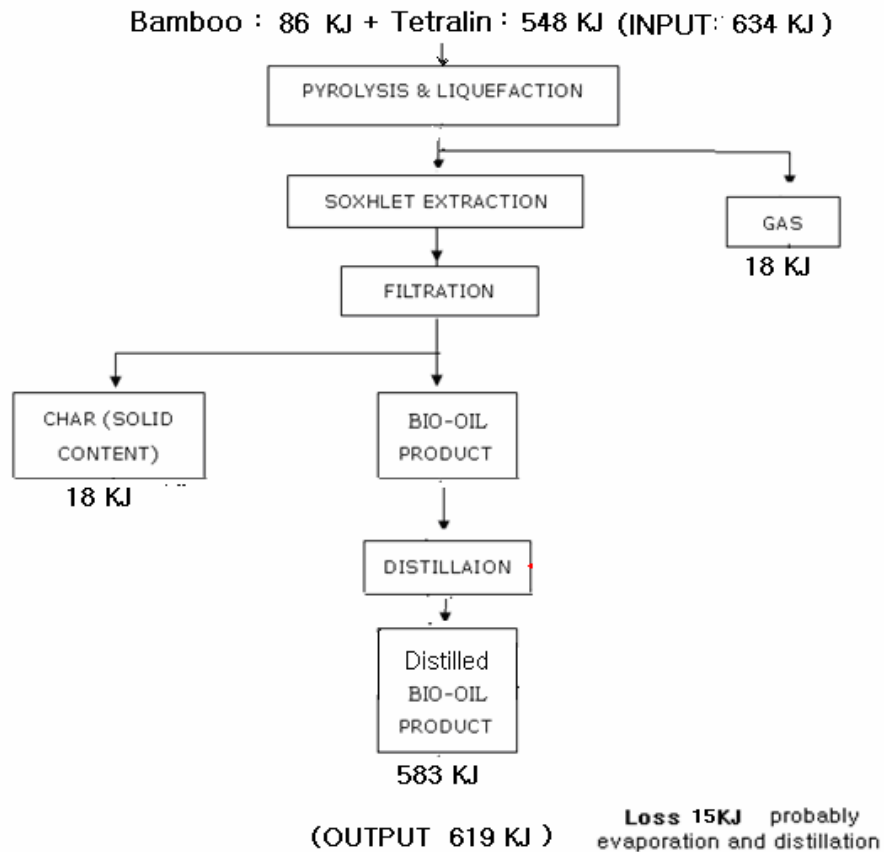 Bamboo : 86 KJ + Tetralin : 548 KJ (INPUT: 634 KJ )
PYROLYSIS & LIQUEFACTION
SOXHLET EXTRACTION
GAS
18 KJ
FILTRATION
CHAR (SOLID
CONTENT)
18 KJ
BIO-OIL
PRODUCT
DISTILLAION
Distilled
BIO-OIL
PRODUCT
583 KJ
(OUTPUT 619 KJ )
Loss 15KJ probably
evaporation and distillation